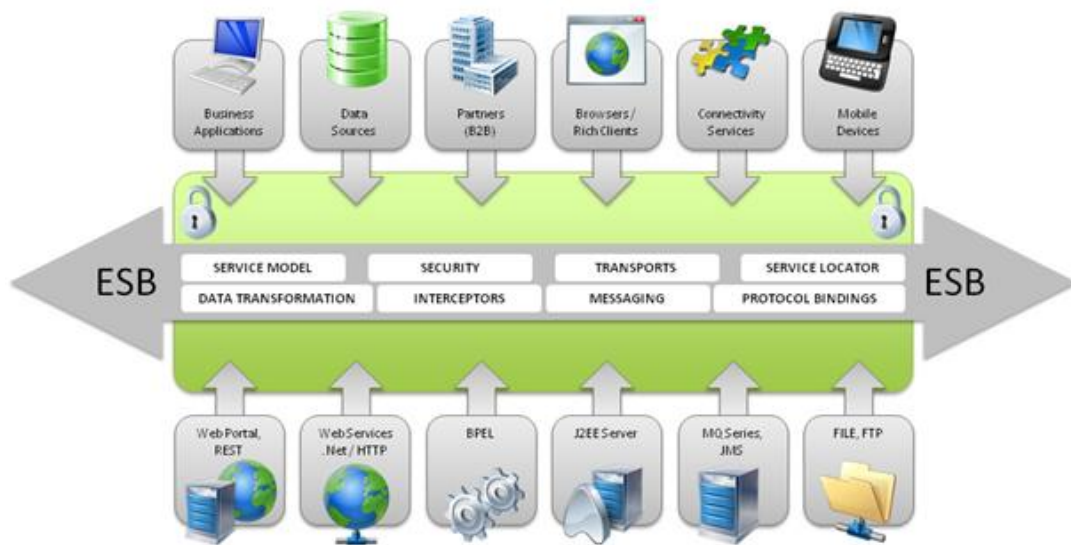 Business
Applications
Data
Sources
Partners
(B2B)
Browsers /
Rich Clients
Connectivity
Services
Mobile
Devices
ESB
SERVICE MODEL
SECURITY
TRANSPORTS
SERVICE LOCATOR
DATA TRANSFORMATION
INTERCEPTORS
MESSAGING
PROTOCOL BINDINGS
ESB
Web Portal,
REST
Web Services
.Net / HTTP
BPEL
J2EE Server
MQ Series,
JMS
FILE, FTP